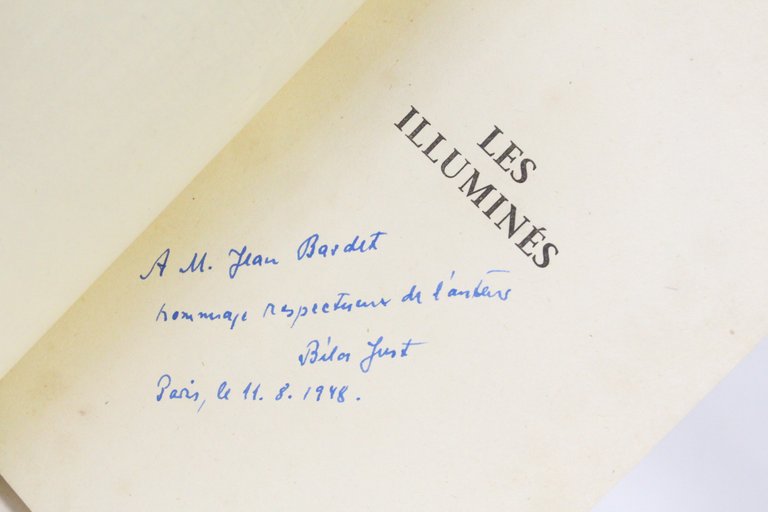 LES
ILLUMINÉS
A M. Jean Bardet
hommage respectueux de l'auteur
Béla Just
Paris, le 11. 8. 1948.